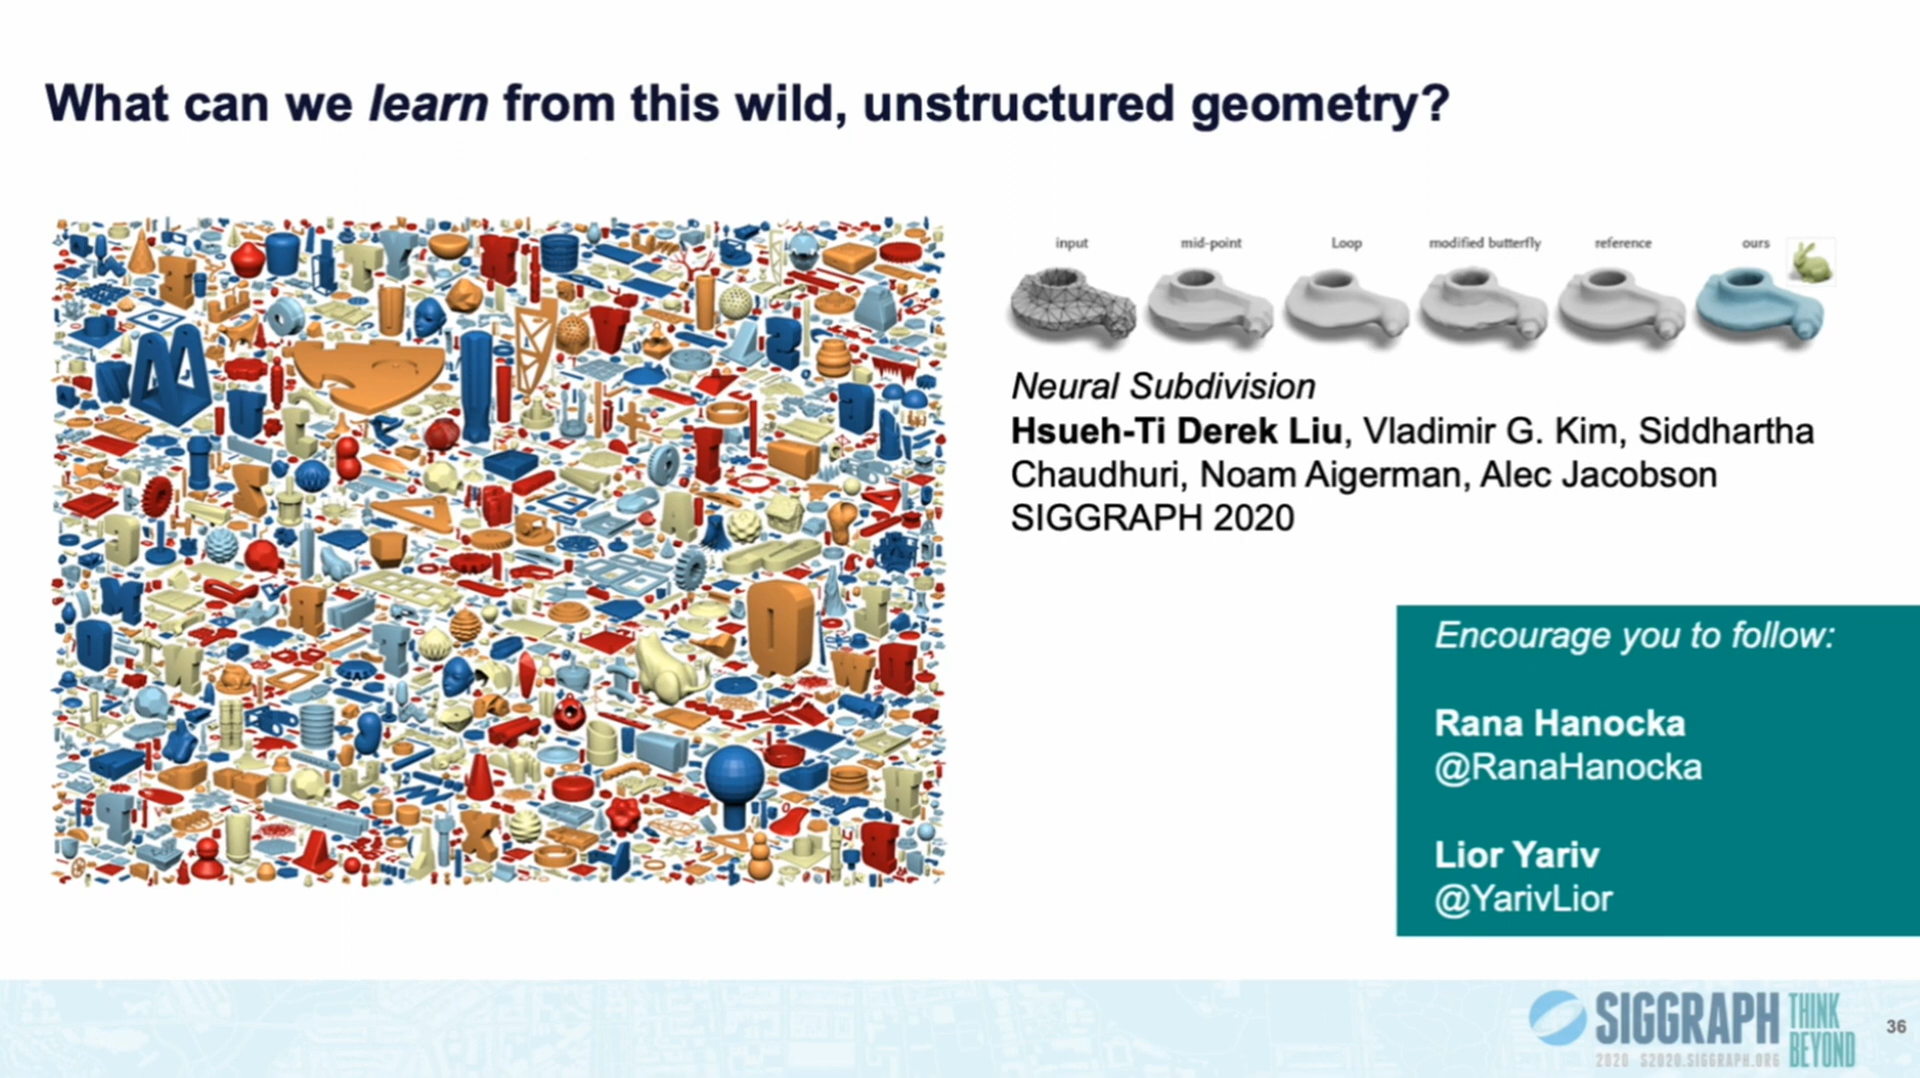 What can we learn from this wild, unstructured geometry?
input mid-point Loop modified butterfly reference ours
Neural Subdivision
Hsueh-Ti Derek Liu, Vladimir G. Kim, Siddhartha
Chaudhuri, Noam Aigerman, Alec Jacobson
SIGGRAPH 2020
Encourage you to follow:
Rana Hanocka
@RanaHanocka
Lior Yariv
@YarivLior
SIGGRAPH THINK
BEYOND
2020 S2020.SIGGRAPH.ORG
36